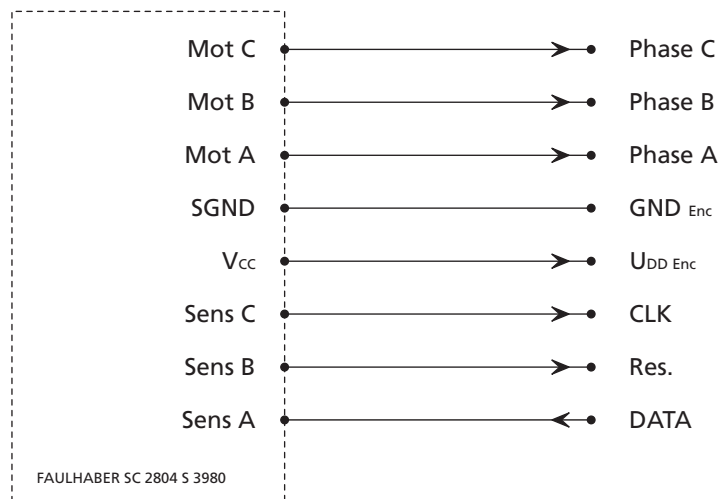 Mot C Phase C
Mot B Phase B
Mot A Phase A
SGND GND Enc
VCC UDD Enc
Sens C CLK
Sens B Res.
Sens A DATA
FAULHABER SC 2804 S 3980